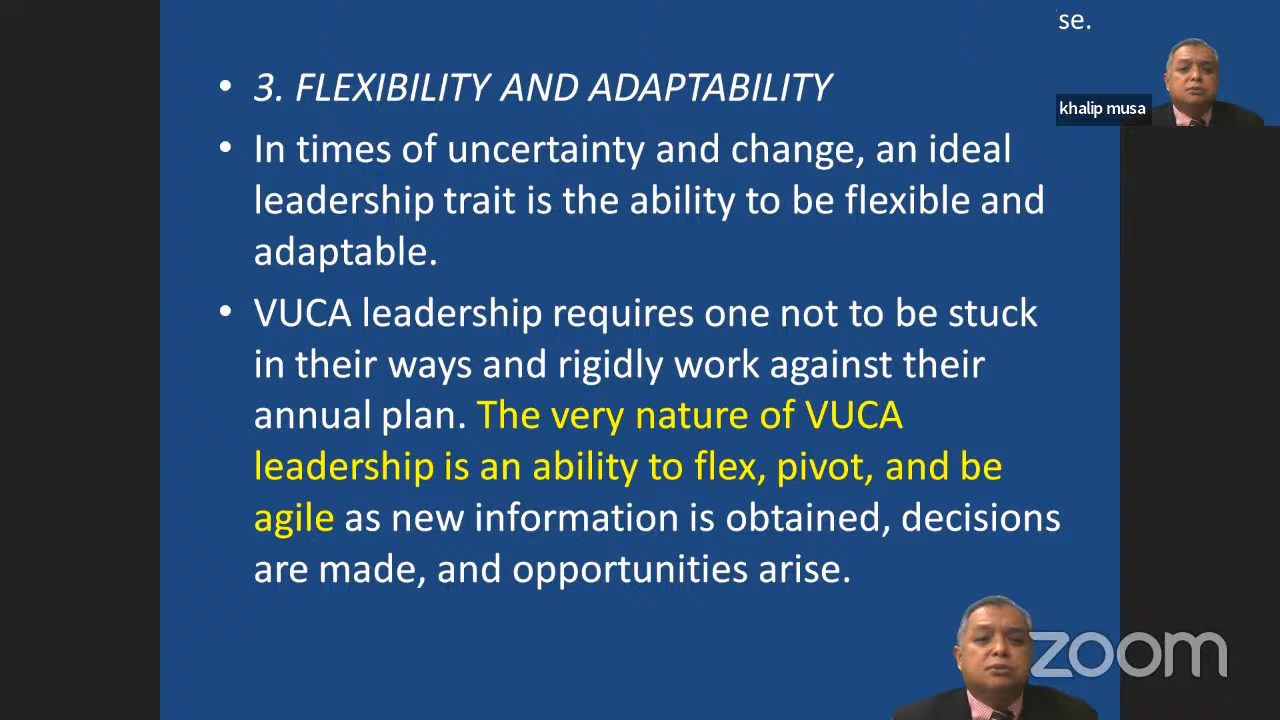 se.
khalip musa
• 3. FLEXIBILITY AND ADAPTABILITY
• In times of uncertainty and change, an ideal
leadership trait is the ability to be flexible and
adaptable.
• VUCA leadership requires one not to be stuck
in their ways and rigidly work against their
annual plan. The very nature of VUCA
leadership is an ability to flex, pivot, and be
agile as new information is obtained, decisions
are made, and opportunities arise.
zoom